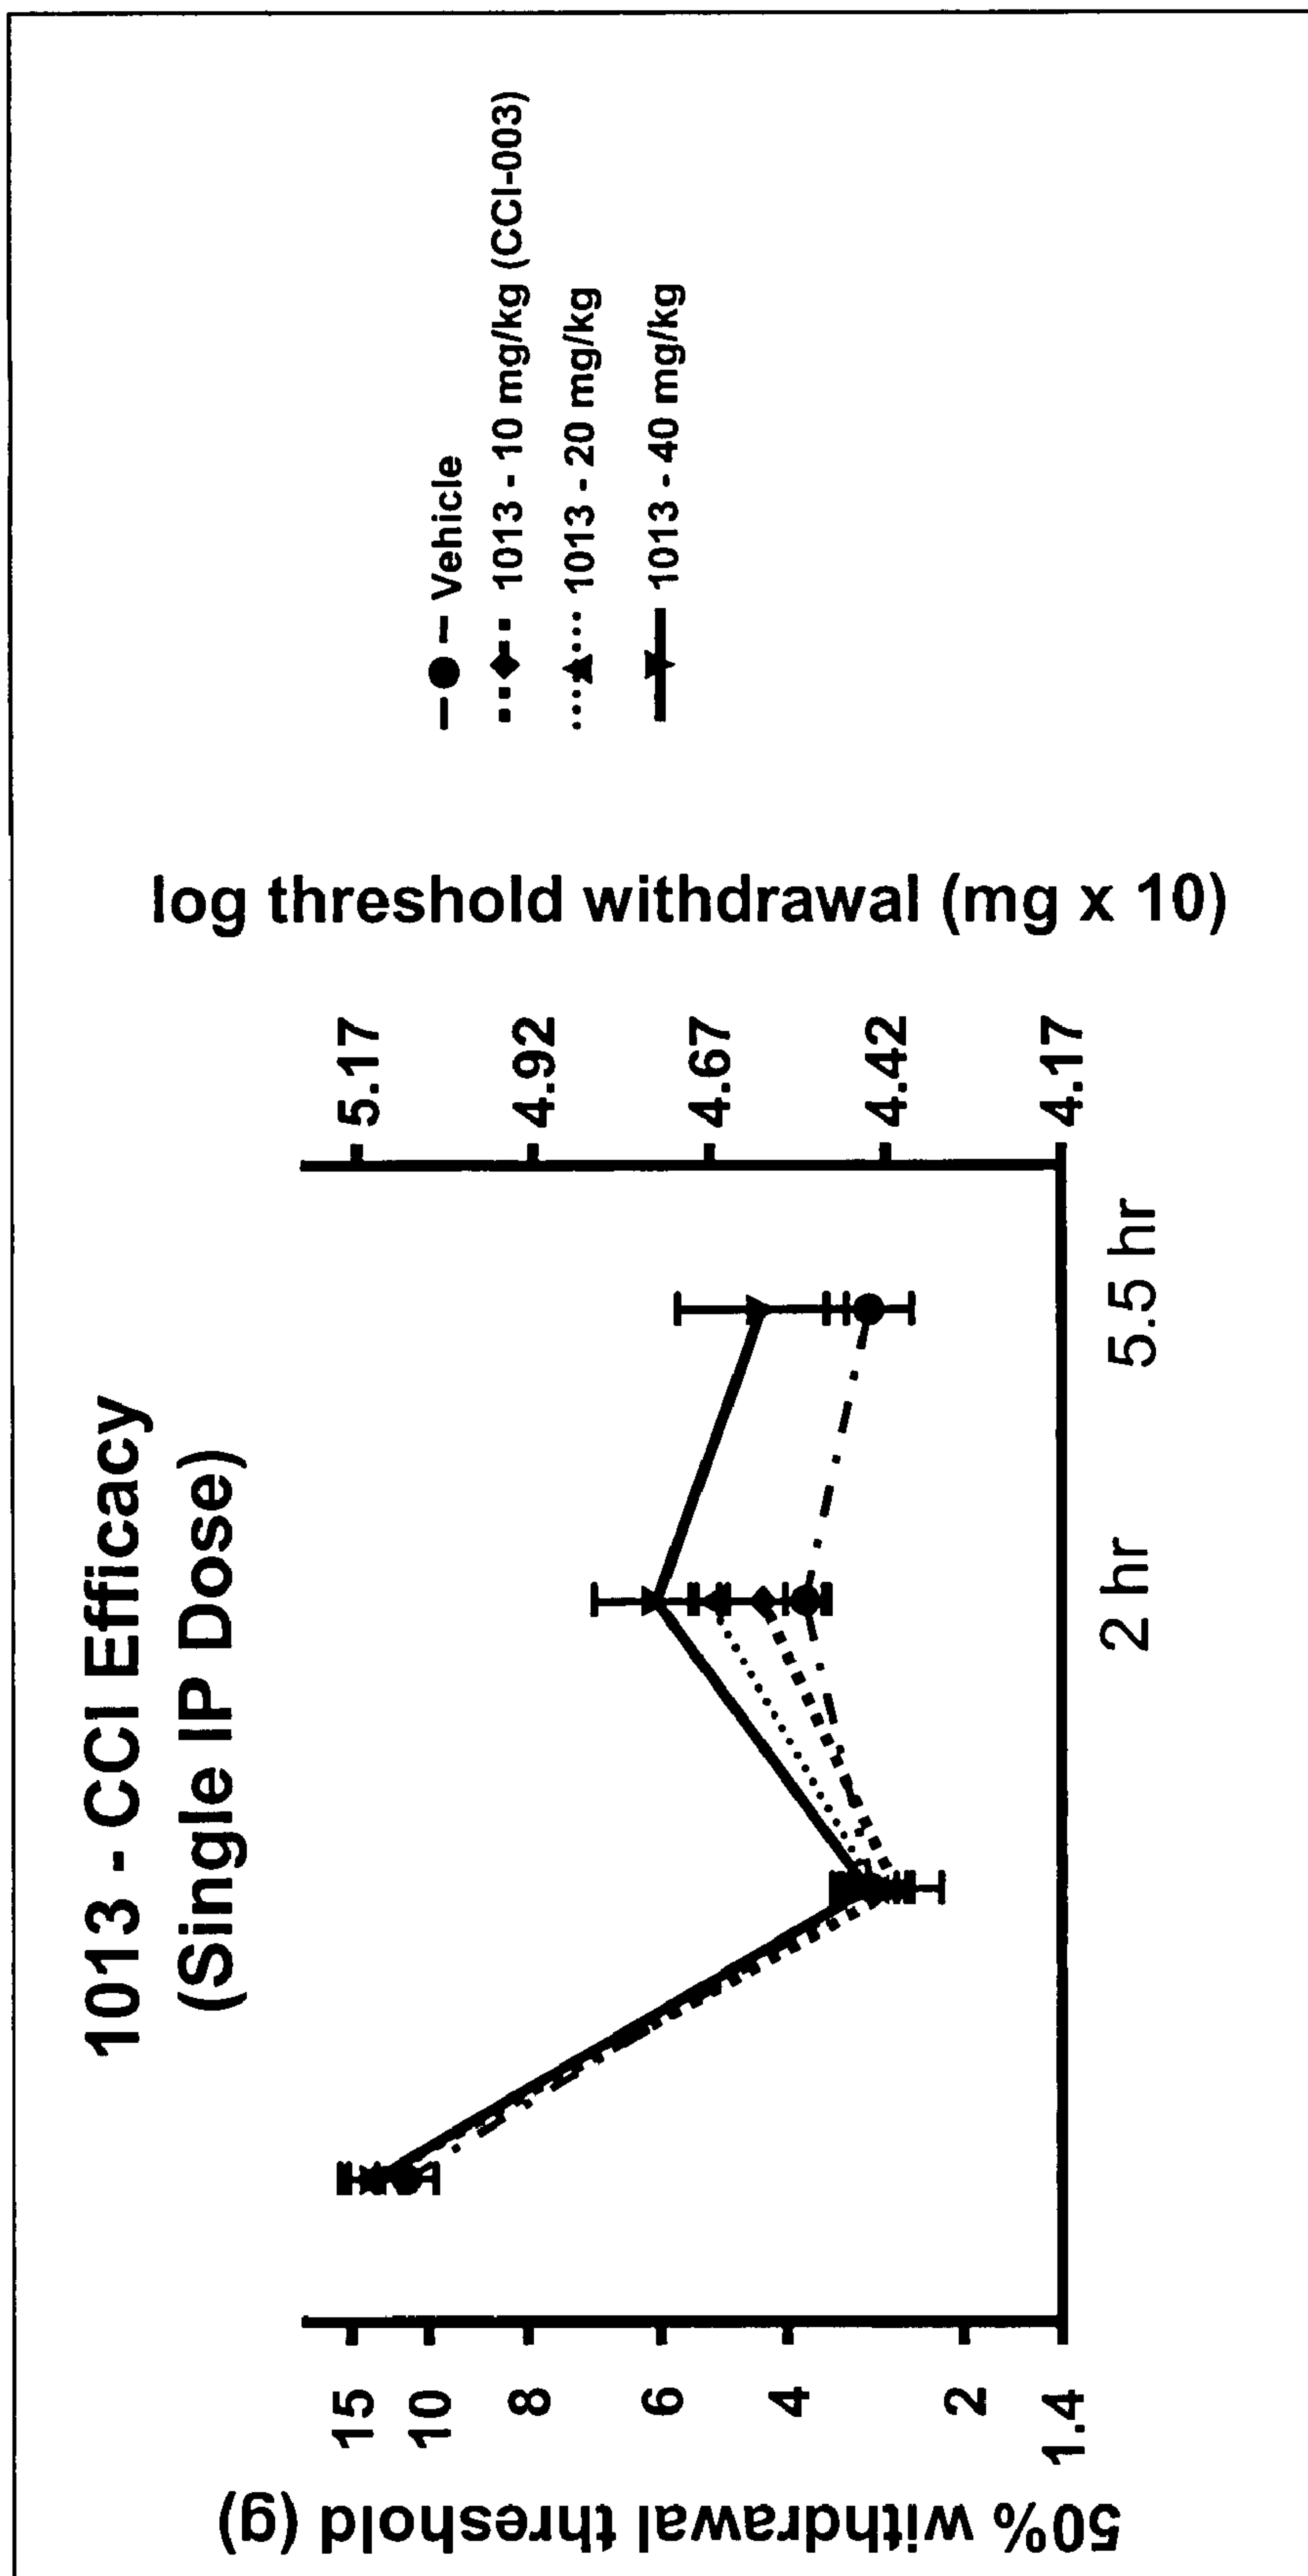 1013 - CCI Efficacy
(Single IP Dose)
50% withdrawal threshold (g)
15
10
8
6
4
2
1.4
2 hr
5.5 hr
5.17
4.92
4.67
4.42
4.17
log threshold withdrawal (mg x 10)
Vehicle
1013 - 10 mg/kg (CCI-003)
1013 - 20 mg/kg
1013 - 40 mg/kg